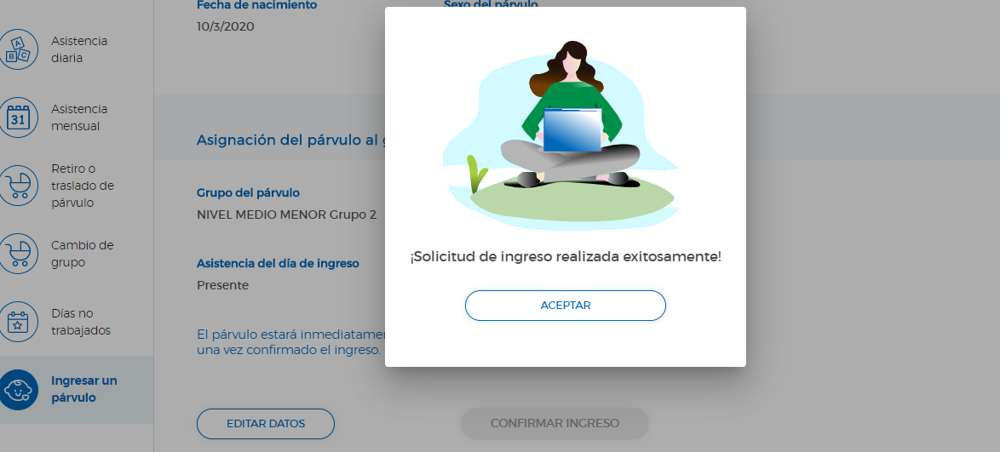 Fecha de nacimiento
Sexo del párvulo
10/3/2020
Asistencia
diaria
Asistencia
mensual
Retiro o
traslado de
párvulo
Cambio de
grupo
Días no
trabajados
Ingresar un
párvulo
Asignación del párvulo al
Grupo del párvulo
NIVEL MEDIO MENOR Grupo 2
Asistencia del día de ingreso
Presente
El párvulo estará
una vez confirmado el ingreso.
EDITAR DATOS
CONFIRMAR INGRESO
¡Solicitud de ingreso realizada exitosamente!
ACEPTAR
A
B
C
31